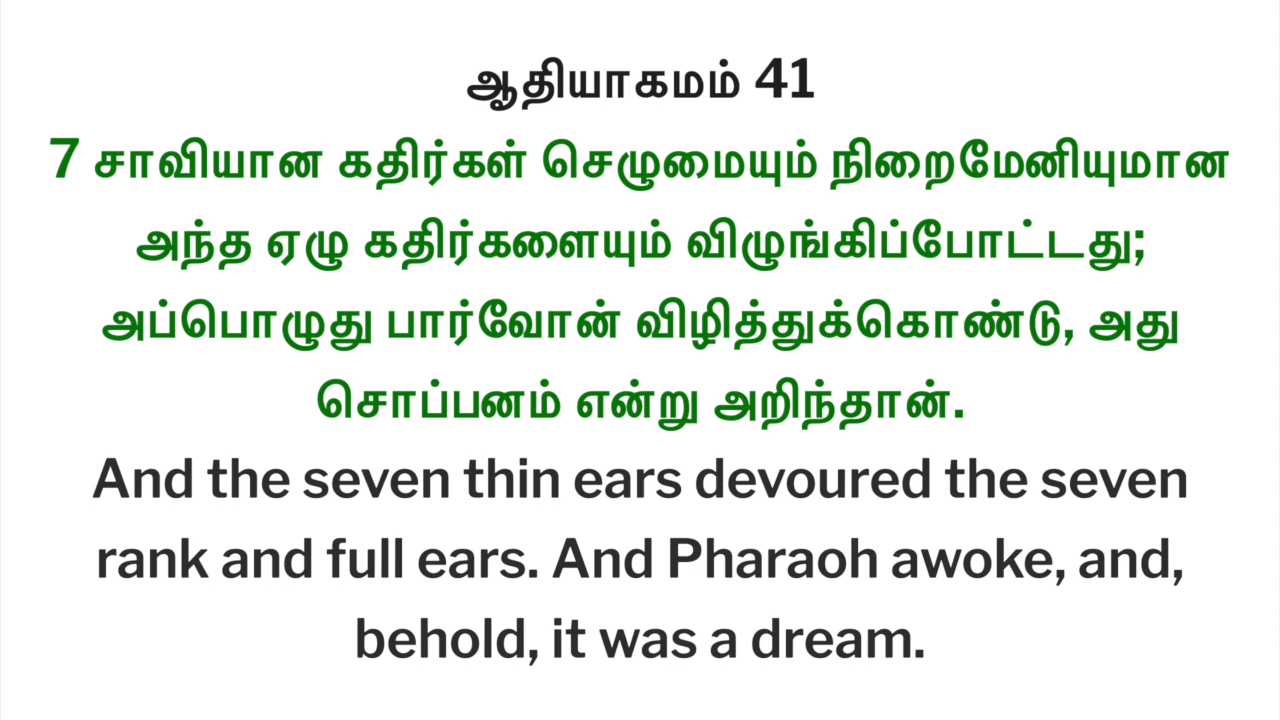 ஆதியாகமம் 41
7 சாவியான கதிர்கள் செழுமையும் நிறைமேனியுமான
அந்த ஏழு கதிர்களையும் விழுங்கிப்போட்டது;
அப்பொழுது பார்வோன் விழித்துக்கொண்டு, அது
சொப்பனம் என்று அறிந்தான்.
And the seven thin ears devoured the seven
rank and full ears. And Pharaoh awoke, and,
behold, it was a dream.